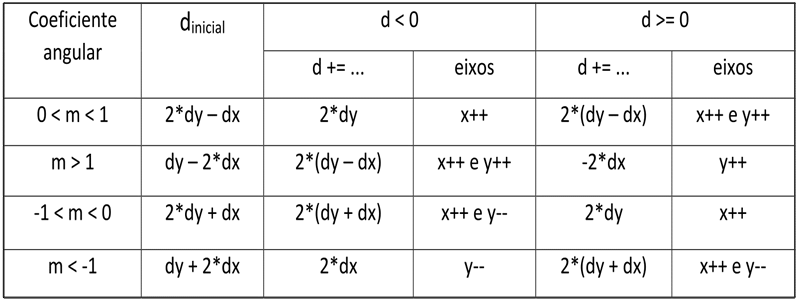 Coeficiente angular d inicial d < 0 d >= 0
d += ... eixos d += ... eixos
0 < m < 1 2*dy – dx 2*dy x++ 2*(dy – dx) x++ e y++
m > 1 dy – 2*dx 2*(dy – dx) x++ e y++ -2*dx y++
-1 < m < 0 2*dy + dx 2*(dy + dx) x++ e y-- 2*dy x++
m < -1 dy + 2*dx 2*dx y-- 2*(dy + dx) x++ e y--